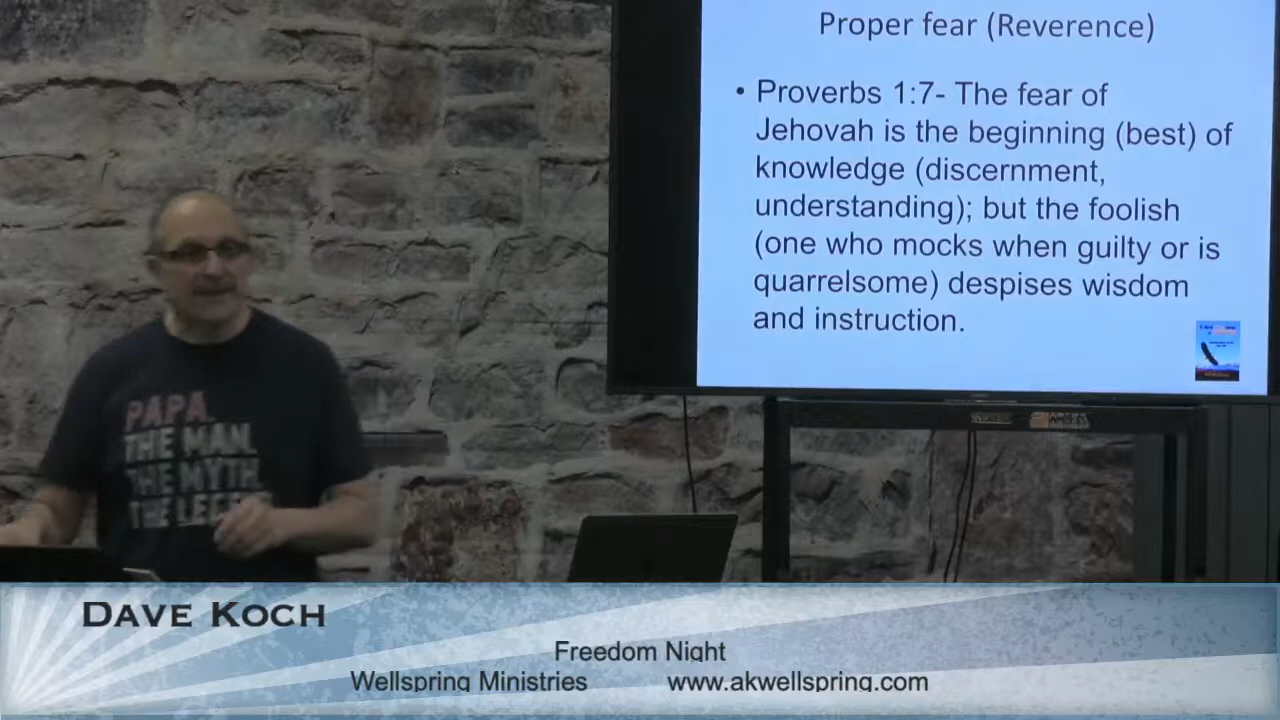 Proper fear (Reverence)
• Proverbs 1:7- The fear of
Jehovah is the beginning (best) of
knowledge (discernment,
understanding); but the foolish
(one who mocks when guilty or is
quarrelsome) despises wisdom
and instruction.
PAPA
THE MAN
THE MYTH
THE
DAVE KOCH
Freedom Night
Wellspring Ministries www.akwellspring.com